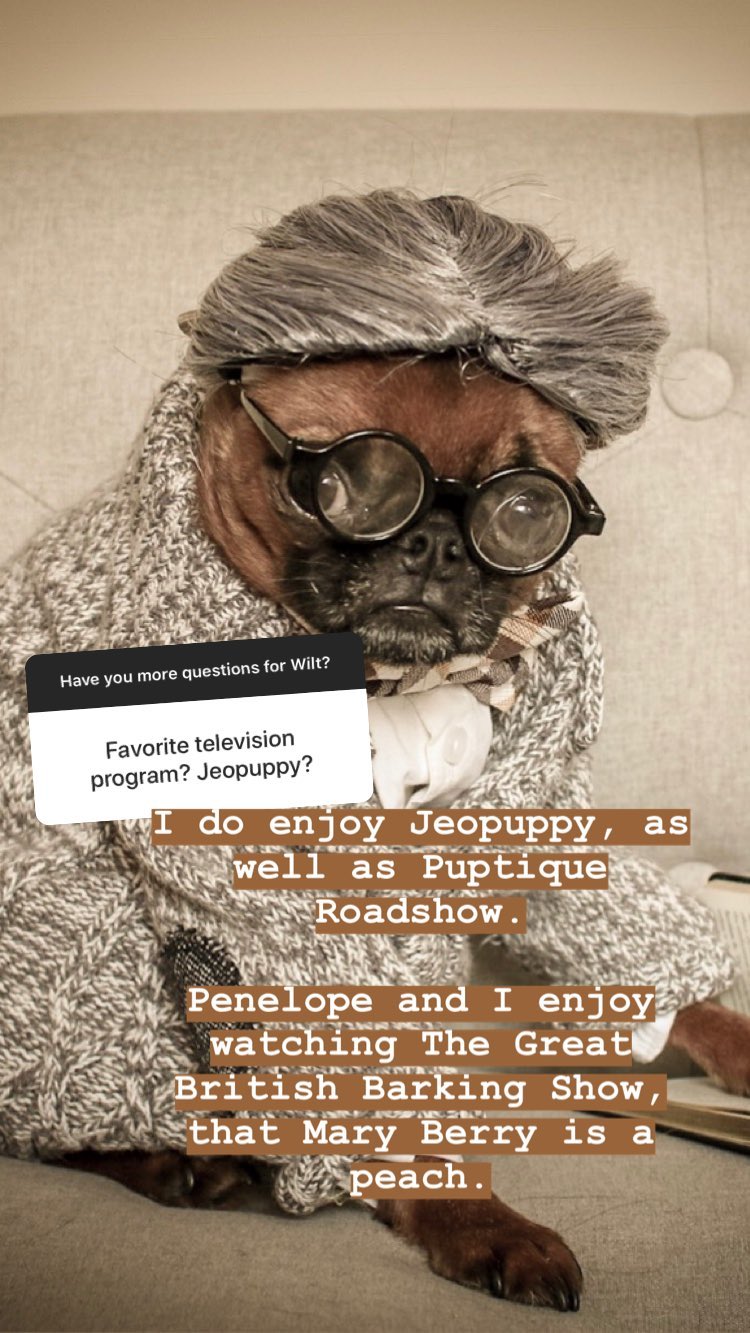 Have you more questions for Wilt?
Favorite television
program? Jeopuppy?
I do enjoy Jeopuppy, as
well as Puptique
Roadshow.
Penelope and I enjoy
watching The Great
British Barking Show,
that Mary Berry is a
peach.